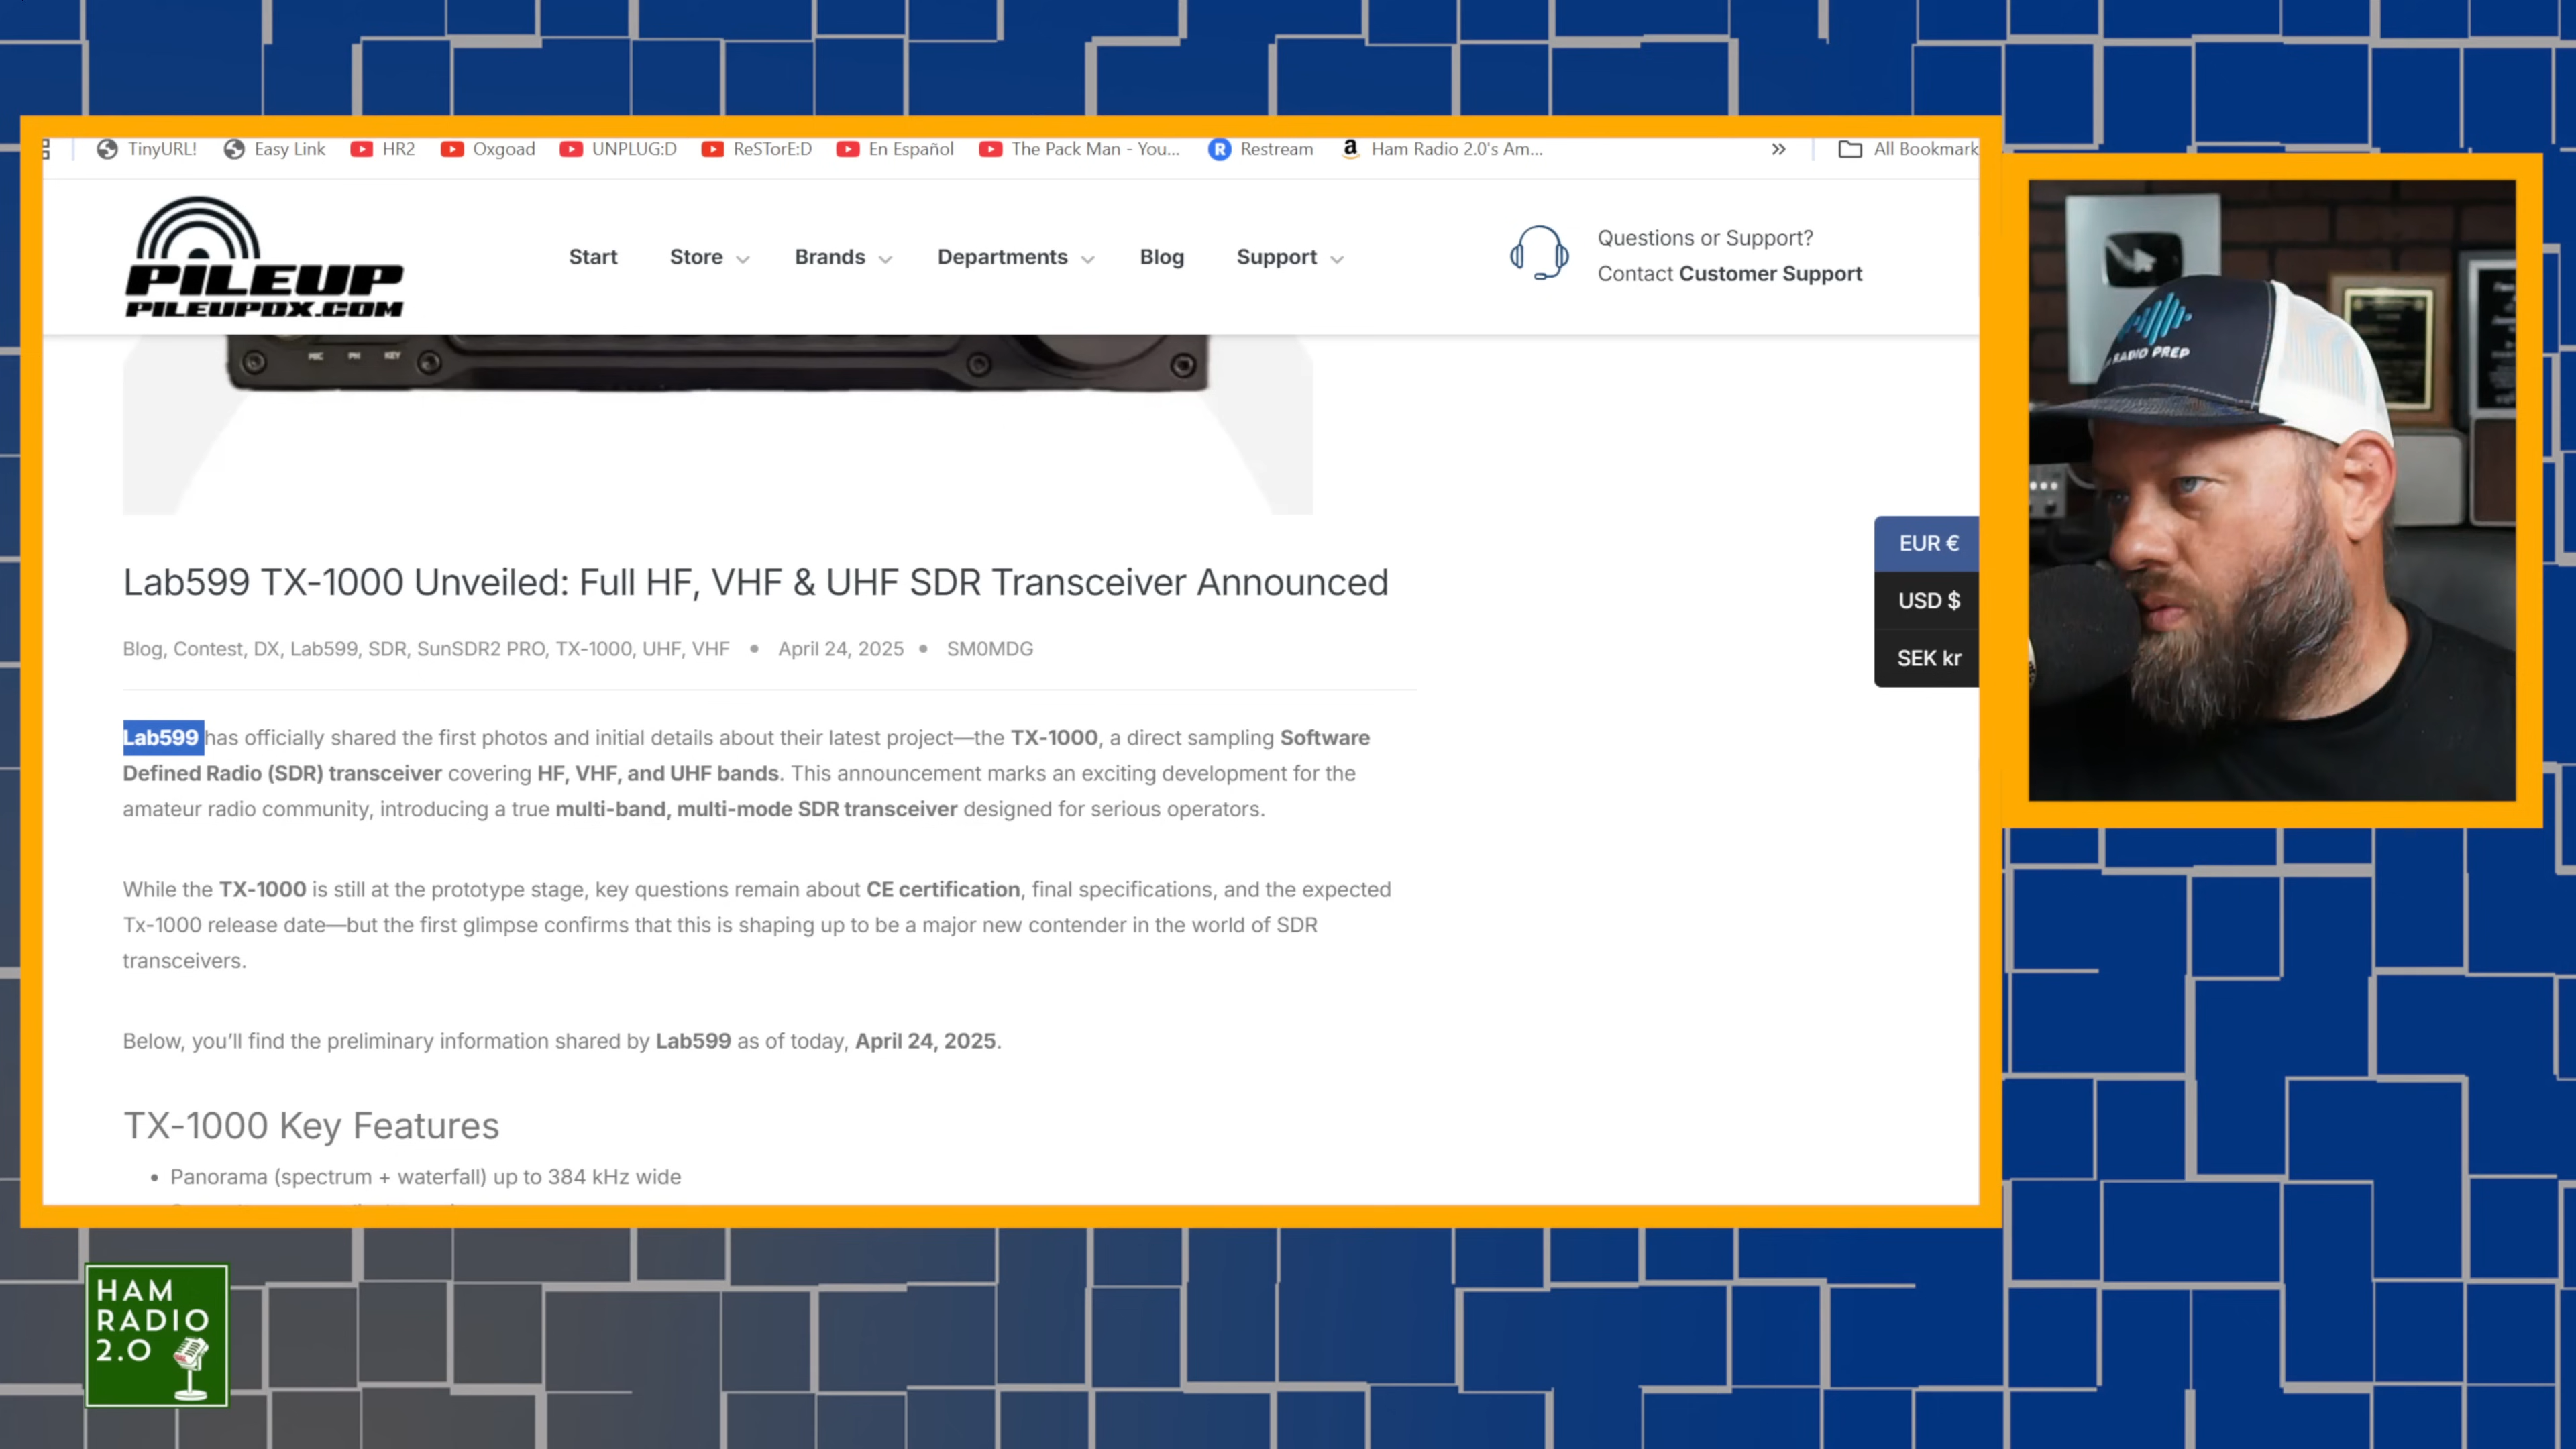 TinyURL! Easy Link HR2 Oxgoad UNPLUG:D ReSTorE:D En Español The Pack Man - You... Restream Ham Radio 2.0's Am... » All Bookmark
PILEUP
PILEUPDX.COM
Start Store Brands Departments Blog Support
Questions or Support?
Contact Customer Support
MIC PH KEY
RADIO PREP
EUR €
USD $
SEK kr
Lab599 TX-1000 Unveiled: Full HF, VHF & UHF SDR Transceiver Announced
Blog, Contest, DX, Lab599, SDR, SunSDR2 PRO, TX-1000, UHF, VHF • April 24, 2025 • SM0MDG
Lab599 has officially shared the first photos and initial details about their latest project—the TX-1000, a direct sampling Software
Defined Radio (SDR) transceiver covering HF, VHF, and UHF bands. This announcement marks an exciting development for the
amateur radio community, introducing a true multi-band, multi-mode SDR transceiver designed for serious operators.
While the TX-1000 is still at the prototype stage, key questions remain about CE certification, final specifications, and the expected
Tx-1000 release date—but the first glimpse confirms that this is shaping up to be a major new contender in the world of SDR
transceivers.
Below, you'll find the preliminary information shared by Lab599 as of today, April 24, 2025.
TX-1000 Key Features
• Panorama (spectrum + waterfall) up to 384 kHz wide
HAM
RADIO
2.0